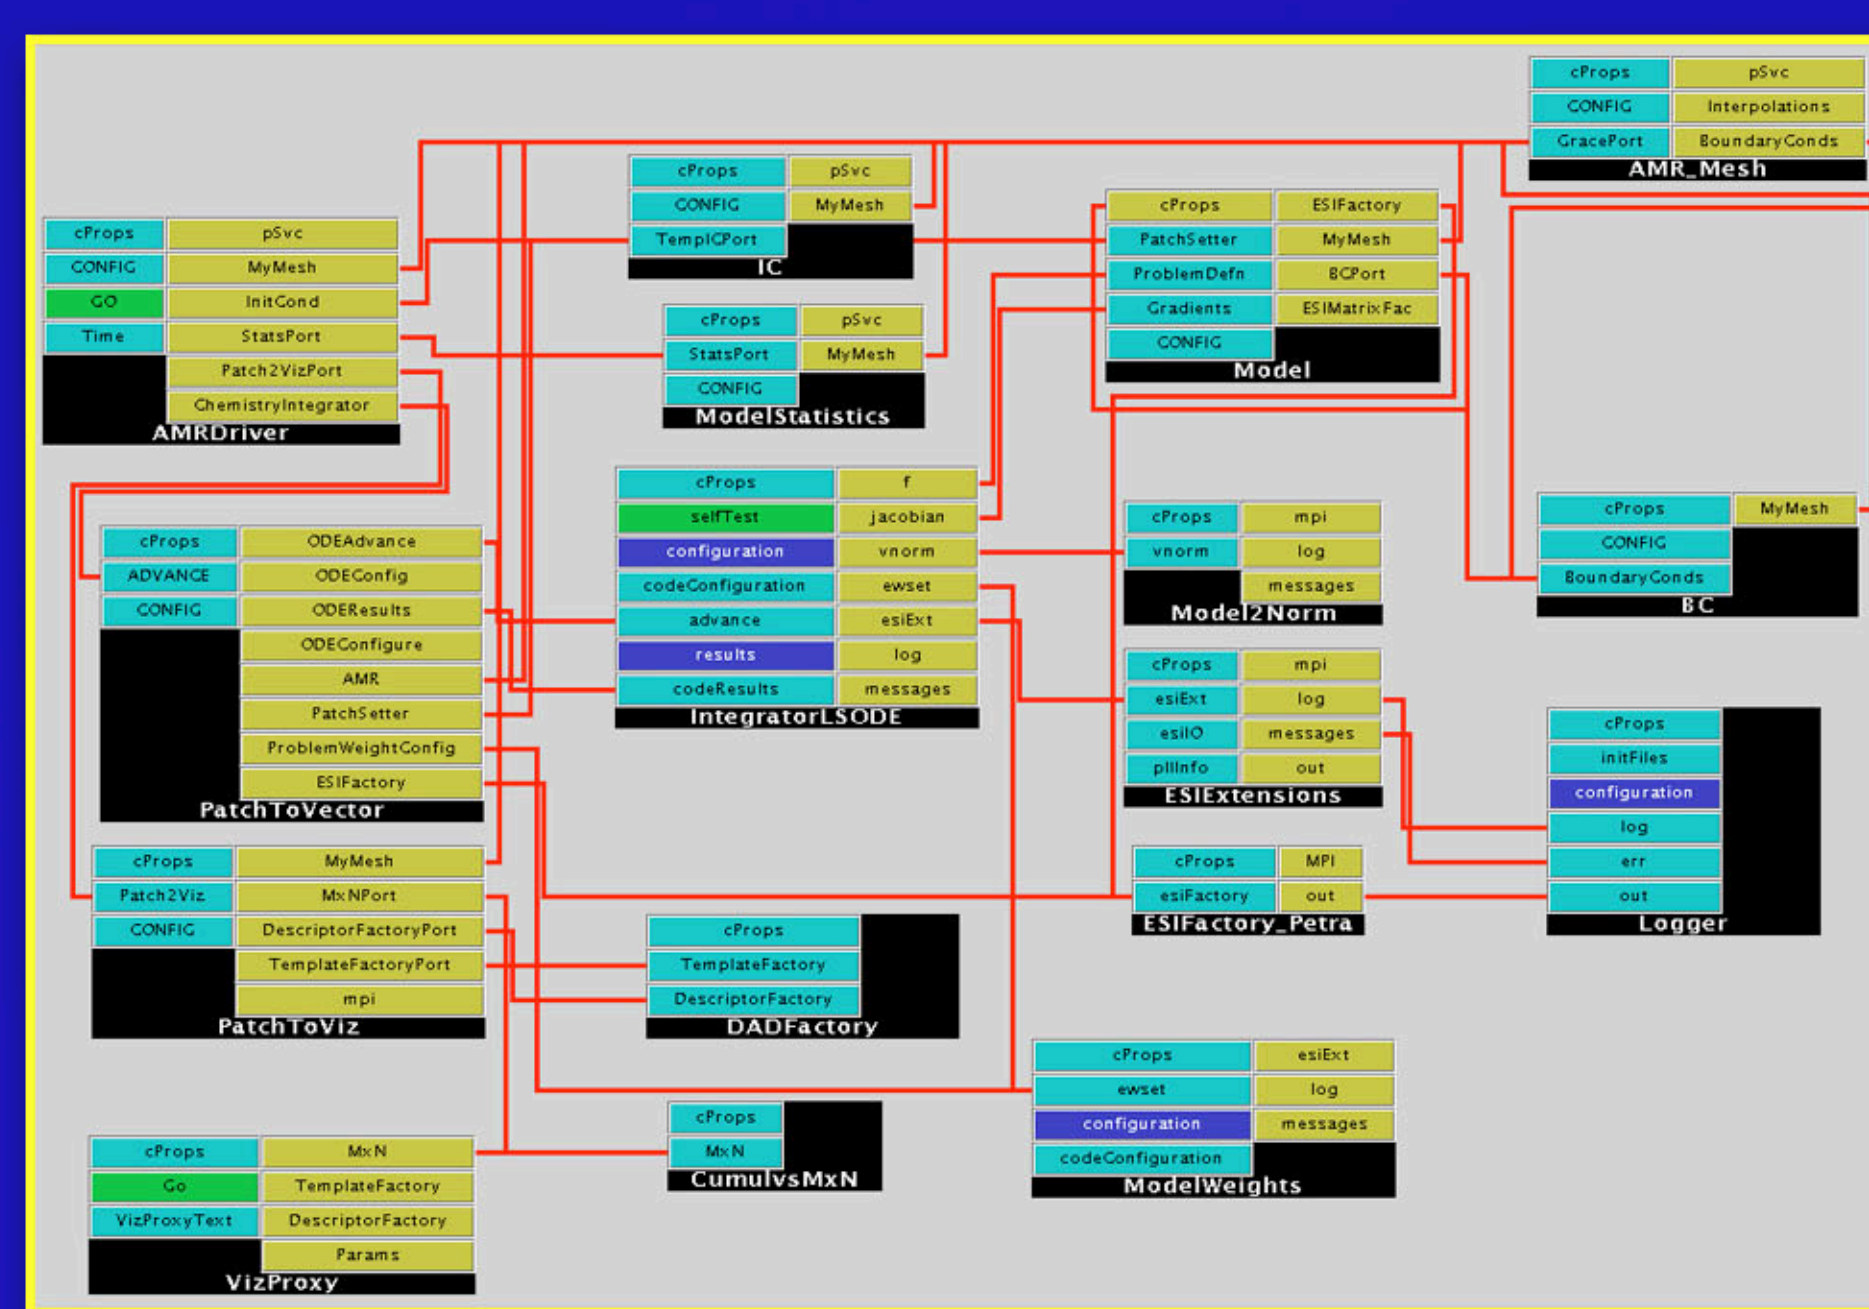 cProps pSvc
CONFIG Interpolations
GracePort BoundaryConds
AMR_Mesh
cProps pSvc
CONFIG MyMesh
TempICPort
IC
cProps ESIFactory
PatchSetter MyMesh
ProblemDefn BCPort
Gradients ESIMatrixFac
CONFIG
Model
cProps pSvc
CONFIG MyMesh
GO InitCond
Time StatsPort
Patch2VizPort
ChemistryIntegrator
AMRDriver
cProps pSvc
StatsPort MyMesh
CONFIG
ModelStatistics
cProps f
selfTest jacobian
configuration vnorm
codeConfiguration ewset
advance esiExt
results log
codeResults messages
IntegratorLSODE
cProps mpi
vnorm log
messages
Model2Norm
cProps MyMesh
CONFIG
BoundaryConds
BC
cProps ODEAdvance
ADVANCE ODEConfig
CONFIG ODEResults
ODEConfigure
AMR
PatchSetter
ProblemWeightConfig
ESIFactory
PatchToVector
cProps mpi
esiExt log
esiIO messages
pllInfo out
ESIExtensions
cProps
initFiles
configuration
log
err
out
Logger
cProps MPI
esiFactory out
ESIFactory_Petra
cProps MyMesh
Patch2Viz MxNPort
CONFIG DescriptorFactoryPort
TemplateFactoryPort
mpi
PatchToViz
cProps
TemplateFactory
DescriptorFactory
DADFactory
cProps esiExt
ewset log
configuration messages
codeConfiguration
ModelWeights
cProps
MxN
CumulvsMxN
cProps MxN
Go TemplateFactory
VizProxyText DescriptorFactory
Params
VizProxy